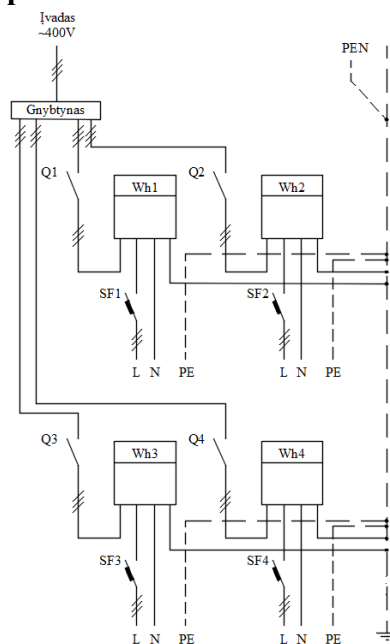 Įvadas
~400V
PEN
Gnybtynas
Q1
Wh1
Q2
Wh2
SF1
SF2
L N PE
L N PE
Q3
Wh3
Q4
Wh4
SF3
SF4
L N PE
L N PE